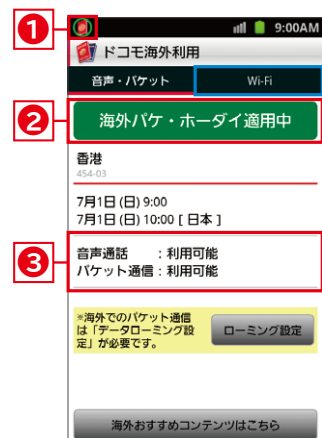 1
9:00AM
ドコモ海外利用
音声・パケット
Wi-Fi
2
海外パケ・ホーダイ適用中
香港
454-03
7月1日(日) 9:00
7月1日(日) 10:00 [ 日本 ]
3
音声通話 : 利用可能
パケット通信 : 利用可能
※海外でのパケット通信
は「データローミング設
定」が必要です。
ローミング設定
海外おすすめコンテンツはこちら